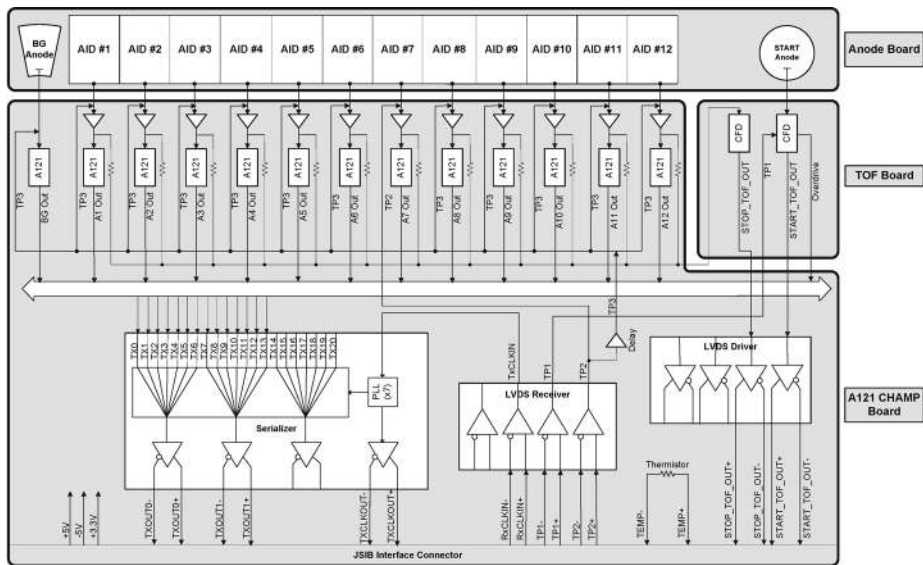 BG Anode
AID #1
AID #2
AID #3
AID #4
AID #5
AID #6
AID #7
AID #8
AID #9
AID #10
AID #11
AID #12
START Anode
Anode Board
TP3
A121
BG Out
TP3
A121
A1 Out
TP3
A121
A2 Out
TP3
A121
A3 Out
TP3
A121
A4 Out
TP3
A121
A5 Out
TP3
A121
A6 Out
TP2
A121
A7 Out
TP3
A121
A8 Out
TP3
A121
A9 Out
TP3
A121
A10 Out
TP3
A121
A11 Out
TP3
A121
A12 Out
CFD
STOP_TOF_OUT
TP1
CFD
START_TOF_OUT
Overdrive
TOF Board
TX0
TX1
TX2
TX3
TX4
TX5
TX6
TX7
TX8
TX9
TX10
TX11
TX12
TX13
TX14
TX15
TX16
TX17
TX18
TX19
TX20
PLL (x7)
Serializer
TxCLKIN
TP1
TP2
TP3
Delay
LVDS Receiver
LVDS Driver
A121 CHAMP Board
Thermistor
+5V
-5V
+3.3V
TXOUT0-
TXOUT0+
TXOUT1-
TXOUT1+
TXCLKOUT-
TXCLKOUT+
RxCLKIN-
RxCLKIN+
TP1-
TP1+
TP2-
TP2+
TEMP-
TEMP+
STOP_TOF_OUT+
STOP_TOF_OUT-
START_TOF_OUT+
START_TOF_OUT-
JSIB Interface Connector